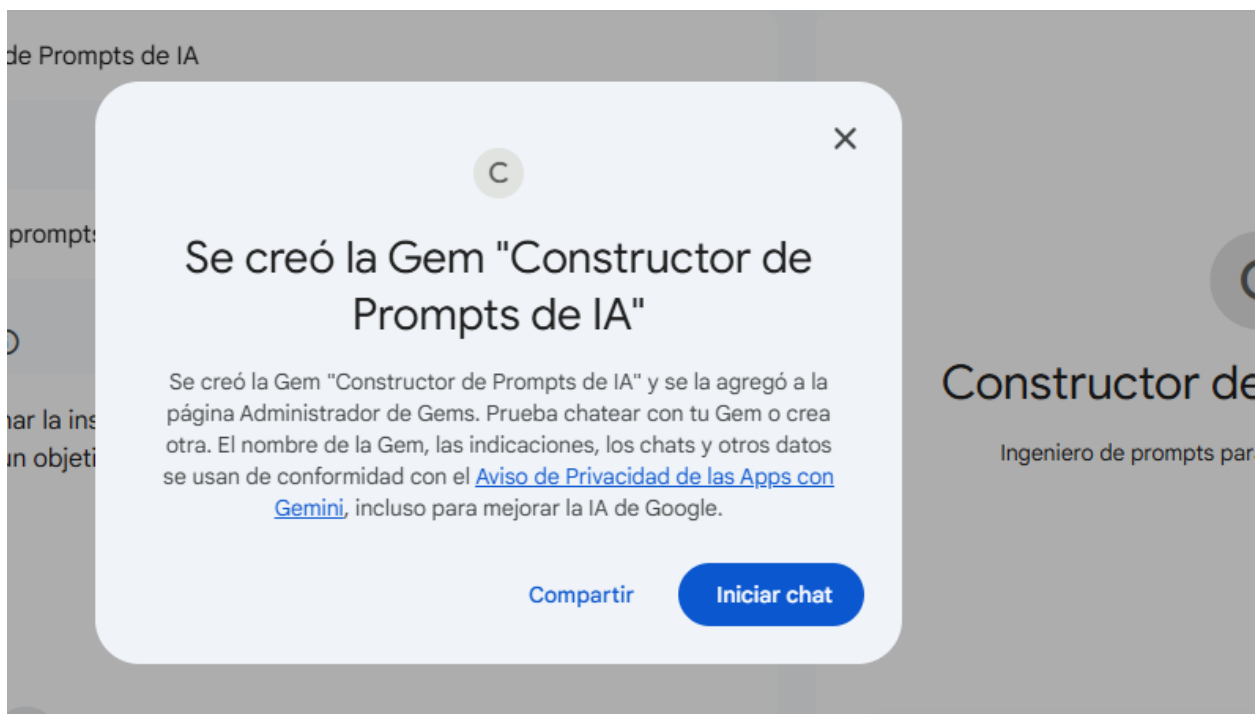 de Prompts de IA
C
Se creó la Gem "Constructor de
Prompts de IA"
Se creó la Gem "Constructor de Prompts de IA" y se la agregó a la
página Administrador de Gems. Prueba chatear con tu Gem o crea
otra. El nombre de la Gem, las indicaciones, los chats y otros datos
se usan de conformidad con el Aviso de Privacidad de las Apps con
Gemini, incluso para mejorar la IA de Google.
Compartir
Iniciar chat
prompts
la
un
Constructor de
Ingeniero de prompts